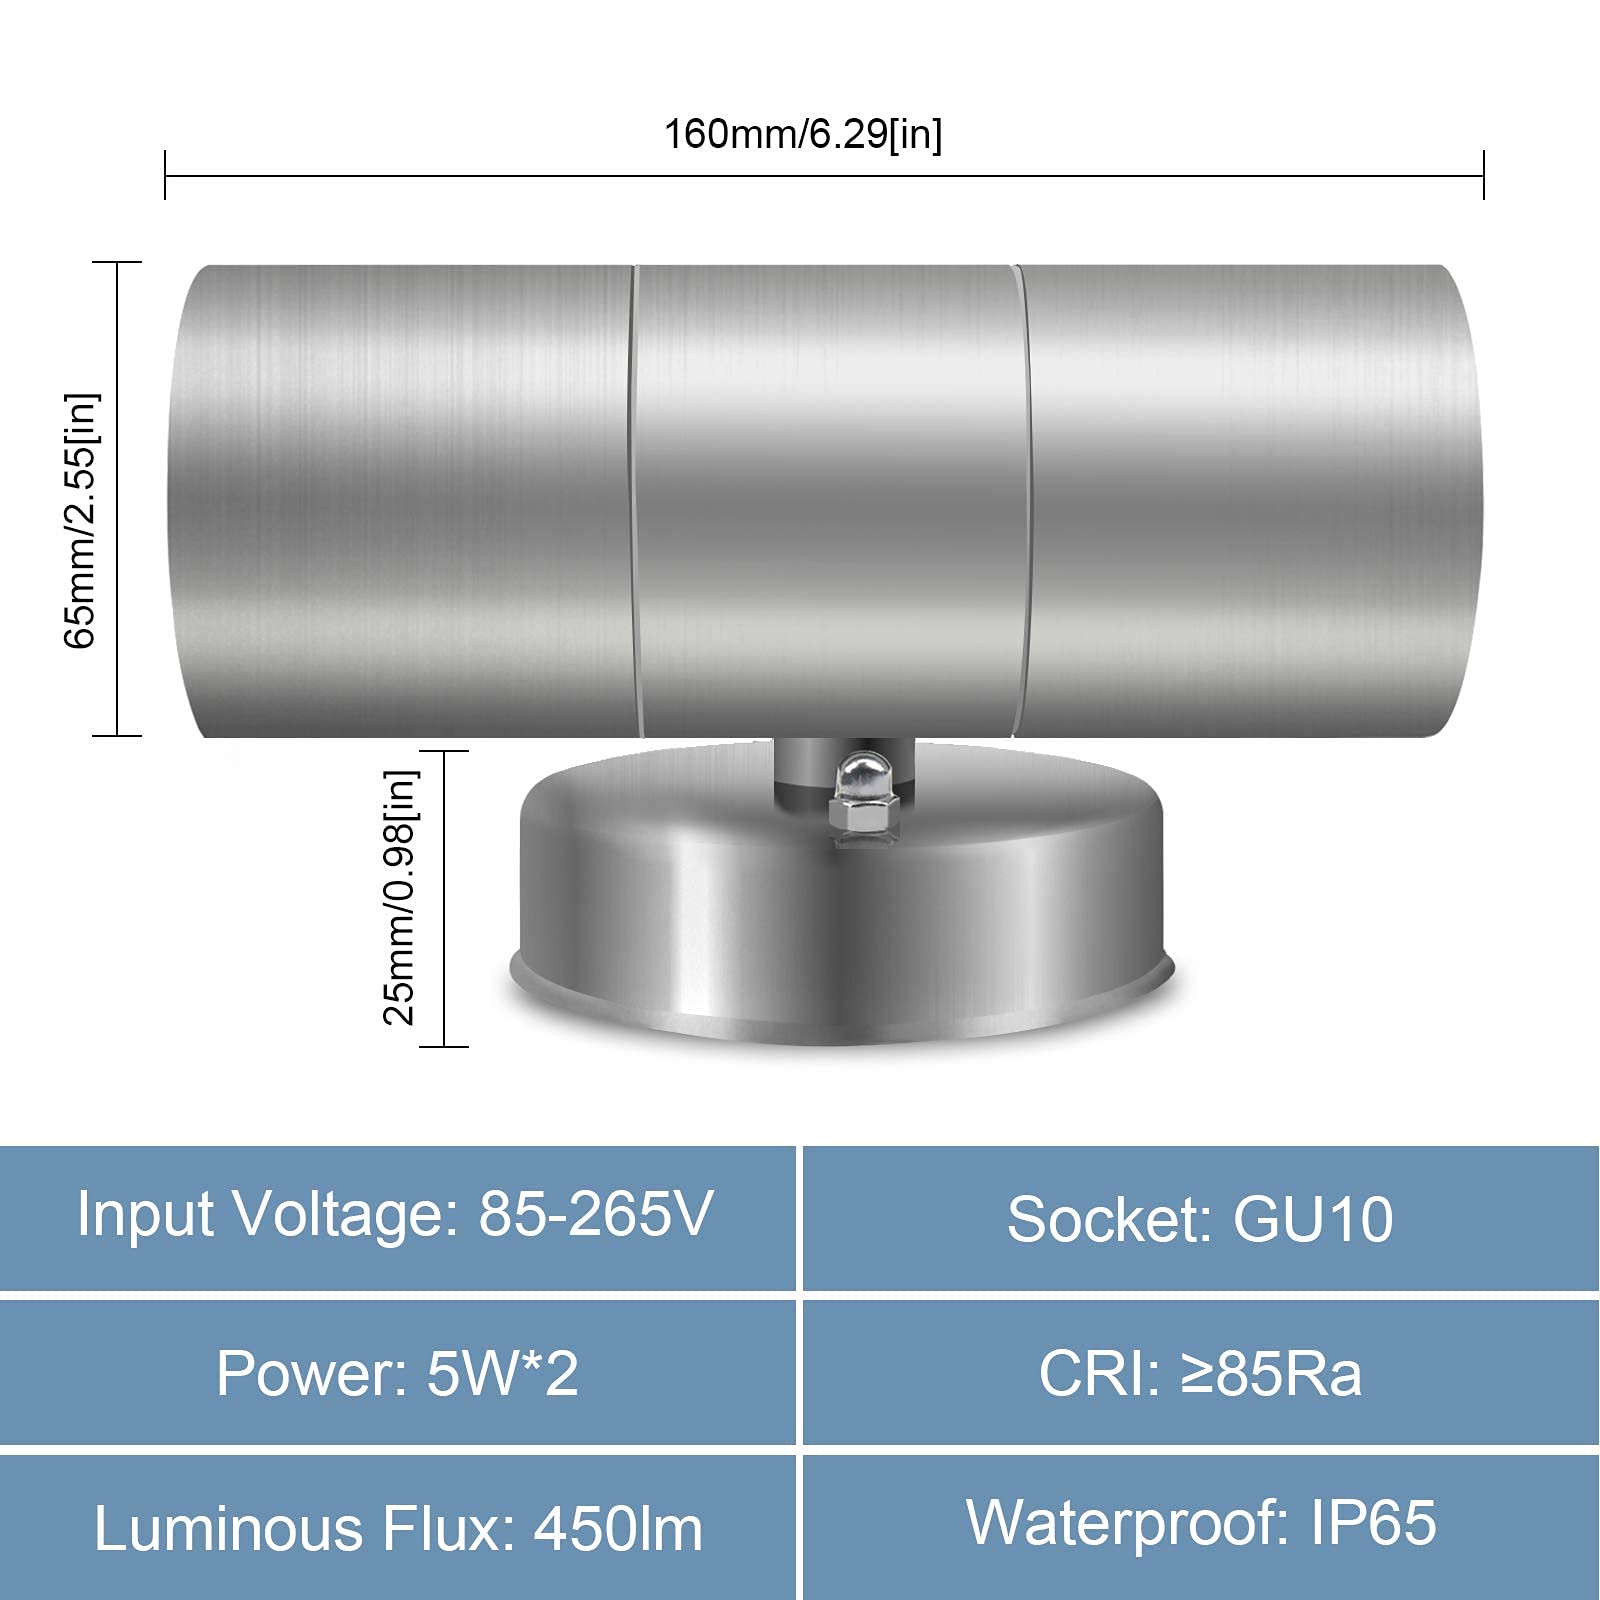 160mm/6.29[in]
65mm/2.55[in]
25mm/0.98[in]
Input Voltage: 85-265V
Socket: GU10
Power: 5W*2
CRI: ≥85Ra
Luminous Flux: 450lm
Waterproof: IP65